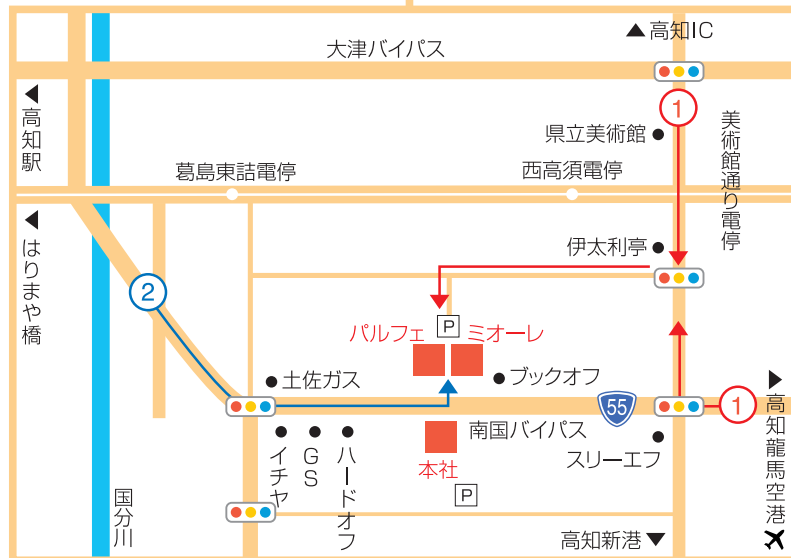 ▲高知IC
大津バイパス
1
県立美術館
美術館通り電停
◀高知駅
葛島東詰電停
西高須電停
◀はりまや橋
伊太利亭
2
P
パルフェ
ミオーレ
土佐ガス
ブックオフ
55
1
▶高知龍馬空港
南国バイパス
スリーエフ
本社
イチヤ
GS
ハードオフ
P
国分川
高知新港▼